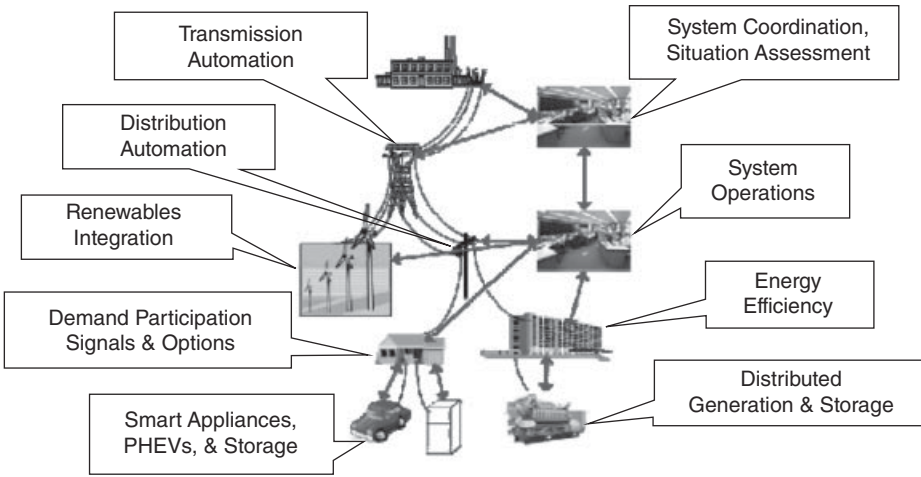 Transmission
Automation
System Coordination,
Situation Assessment
Distribution
Automation
System
Operations
Renewables
Integration
Energy
Efficiency
Demand Participation
Signals & Options
Distributed
Generation & Storage
Smart Appliances,
PHEVs, & Storage